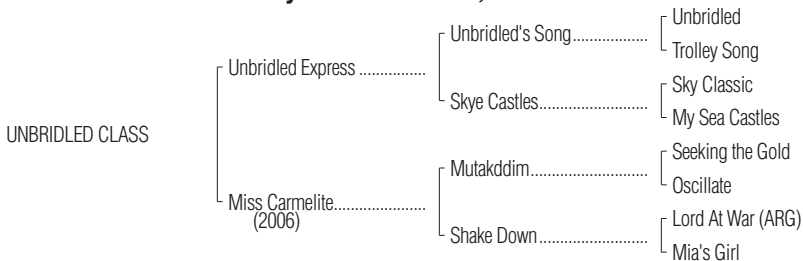 Unbridled
Unbridled's Song.................
Trolley Song
Unbridled Express ................
Sky Classic
Skye Castles........................
My Sea Castles
UNBRIDLED CLASS
Seeking the Gold
Mutakddim..........................
Oscillate
Miss Carmelite.....................
(2006)
Lord At War (ARG)
Shake Down........................
Mia's Girl